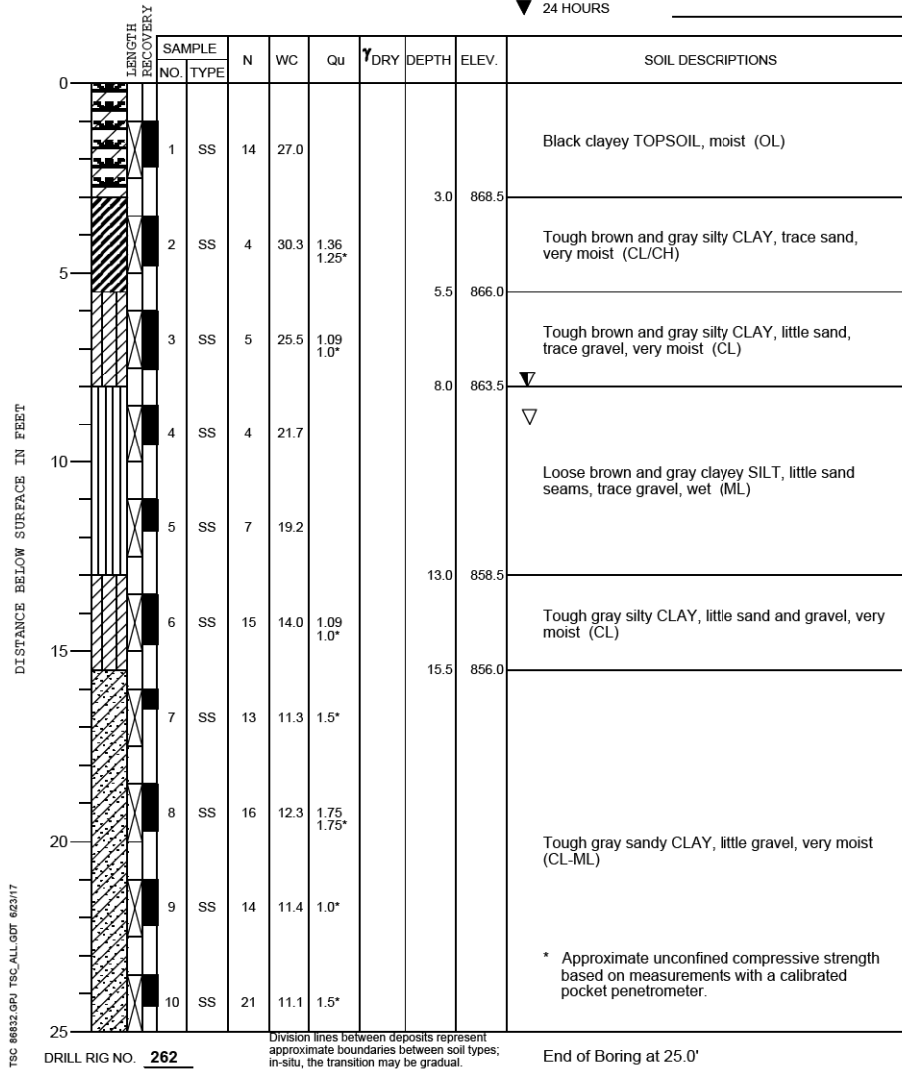 ▼ 24 HOURS
LENGTH
RECOVERY
SAMPLE
NO. TYPE N WC Qu γDRY DEPTH ELEV. SOIL DESCRIPTIONS
0
Black clayey TOPSOIL, moist (OL)
1 SS 14 27.0
3.0 868.5
Tough brown and gray silty CLAY, trace sand,
very moist (CL/CH)
2 SS 4 30.3 1.36
1.25*
5
5.5 866.0
Tough brown and gray silty CLAY, little sand,
trace gravel, very moist (CL)
3 SS 5 25.5 1.09
1.0*
8.0 863.5
4 SS 4 21.7
10
Loose brown and gray clayey SILT, little sand
seams, trace gravel, wet (ML)
5 SS 7 19.2
13.0 858.5
Tough gray silty CLAY, little sand and gravel, very
moist (CL)
6 SS 15 14.0 1.09
1.0*
15
15.5 856.0
7 SS 13 11.3 1.5*
8 SS 16 12.3 1.75
1.75*
20
Tough gray sandy CLAY, little gravel, very moist
(CL-ML)
9 SS 14 11.4 1.0*
* Approximate unconfined compressive strength
based on measurements with a calibrated
pocket penetrometer.
10 SS 21 11.1 1.5*
25
DISTANCE BELOW SURFACE IN FEET
TSC 86832.GPJ TSC_ALL.GDT 6/23/17
DRILL RIG NO. 262
Division lines between deposits represent
approximate boundaries between soil types;
in-situ, the transition may be gradual.
End of Boring at 25.0'